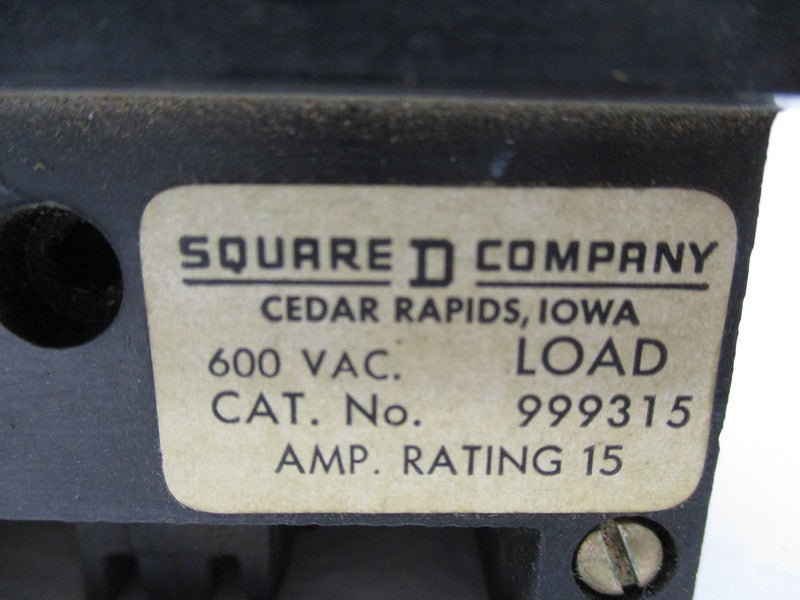 SQUARE D COMPANY
CEDAR RAPIDS, IOWA
600 VAC. LOAD
CAT. No. 999315
AMP. RATING 15